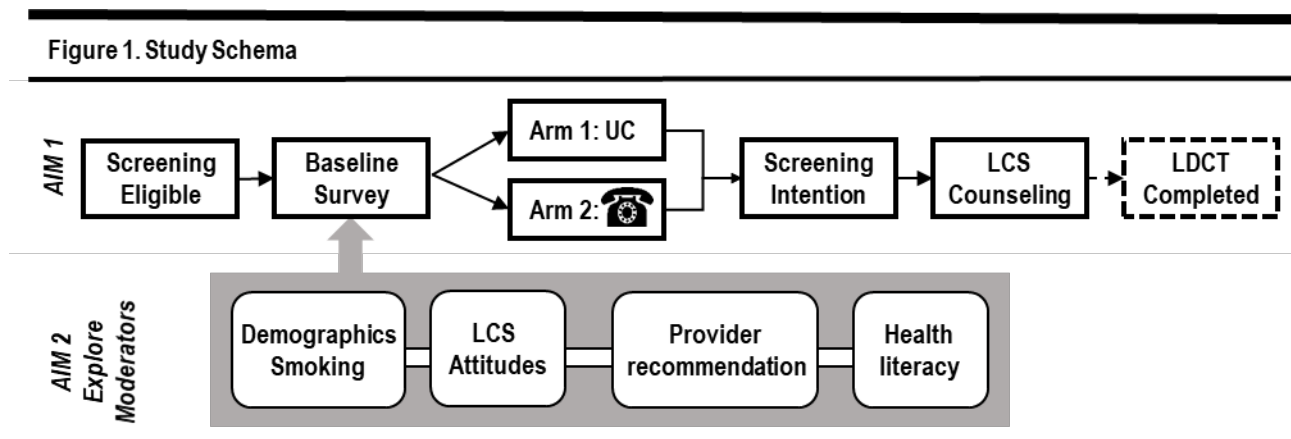 Figure 1. Study Schema
AIM 1
Screening
Eligible
Baseline
Survey
Arm 1: UC
Arm 2:
Screening
Intention
LCS
Counseling
LDCT
Completed
AIM 2
Explore
Moderators
Demographics
Smoking
LCS
Attitudes
Provider
recommendation
Health
literacy